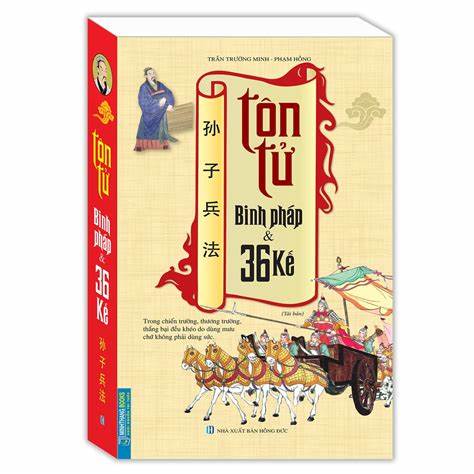 TRẦN TRƯỜNG MINH - PHẠM HỒNG
孙子兵法
Tôn
Tử
Binh pháp
&
36 Kế
(Tái bản)
Trong chiến trường, thương trường,
thắng bại đều khéo do dùng mưu
chứ không phải dùng sức.
NHÀ XUẤT BẢN HỒNG ĐỨC
Tôn
Tử
Binh pháp
&
36 Kế
孙子兵法
MINHTHANG BOOKS